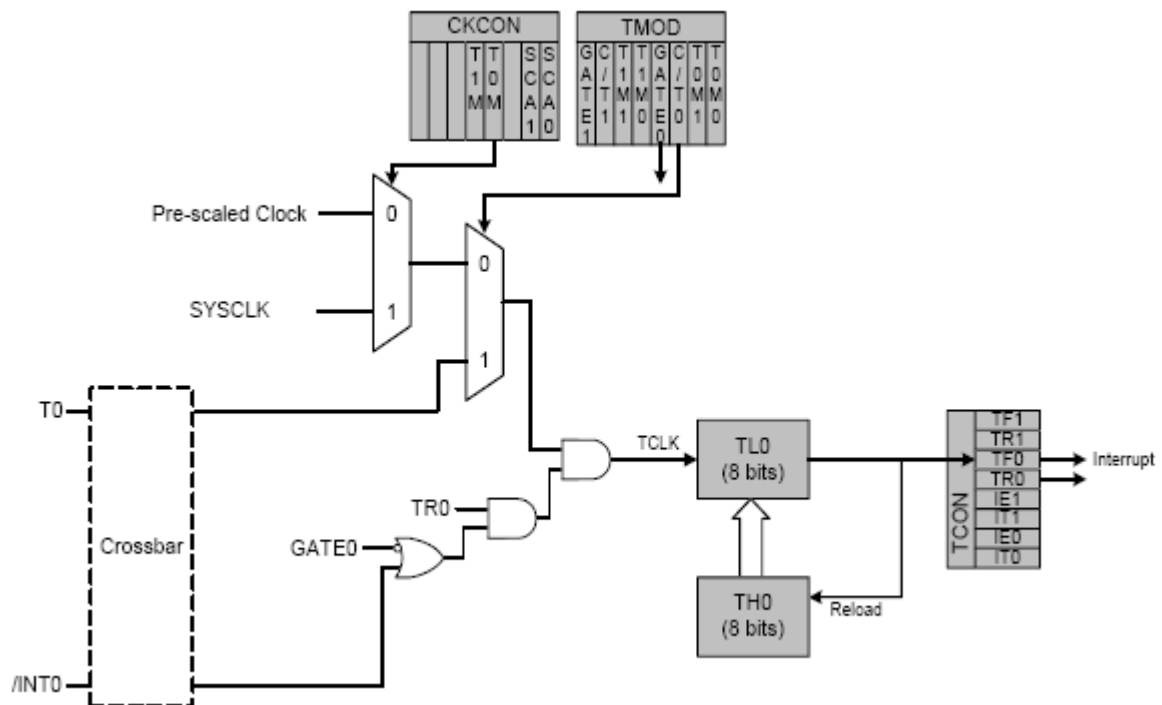 CKCON
T1M
T0M
SCA1
SCA0
TMOD
GATE1
C/T1
T1M1
T1M0
GATE0
C/T0
T0M1
T0M0
Pre-scaled Clock
0
SYSCLK
1
0
1
T0
Crossbar
/INT0
GATE0
TR0
TCLK
TL0
(8 bits)
TH0
(8 bits)
Reload
TCON
TF1
TR1
TF0
TR0
IE1
IT1
IE0
IT0
Interrupt